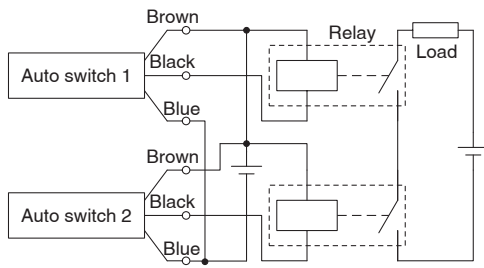 Brown
Relay
Load
Auto switch 1
Black
Blue
Brown
Auto switch 2
Black
Blue